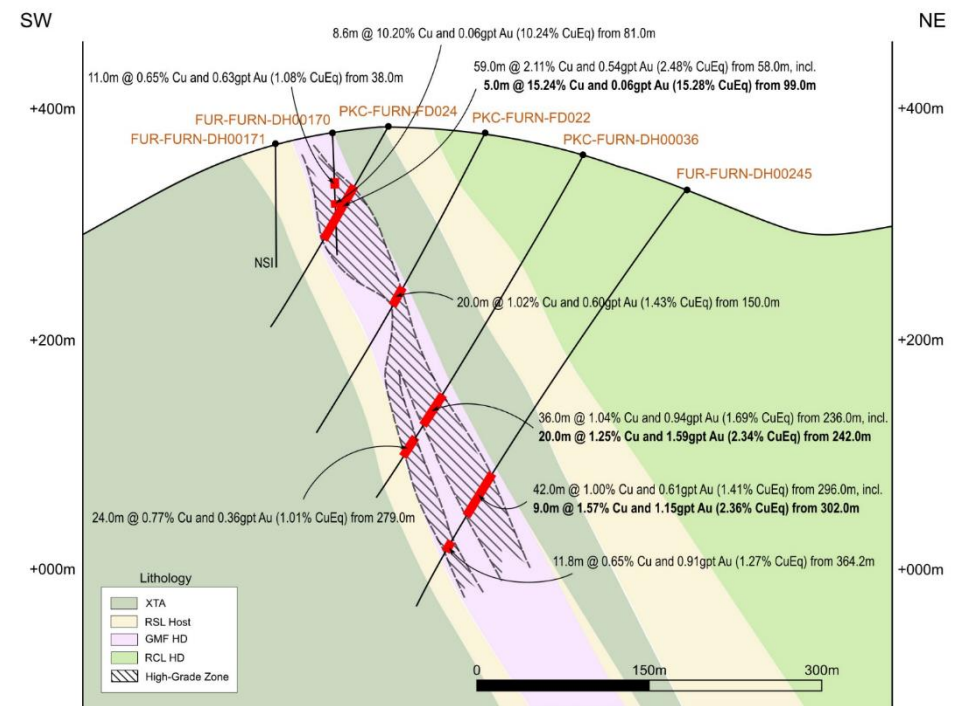 SW
NE
8.6m @ 10.20% Cu and 0.06gpt Au (10.24% CuEq) from 81.0m
11.0m @ 0.65% Cu and 0.63gpt Au (1.08% CuEq) from 38.0m
59.0m @ 2.11% Cu and 0.54gpt Au (2.48% CuEq) from 58.0m, incl.
5.0m @ 15.24% Cu and 0.06gpt Au (15.28% CuEq) from 99.0m
+400m
+400m
FUR-FURN-DH00170
PKC-FURN-FD024
PKC-FURN-FD022
FUR-FURN-DH00171
PKC-FURN-DH00036
FUR-FURN-DH00245
NSI
20.0m @ 1.02% Cu and 0.60gpt Au (1.43% CuEq) from 150.0m
+200m
+200m
36.0m @ 1.04% Cu and 0.94gpt Au (1.69% CuEq) from 236.0m, incl.
20.0m @ 1.25% Cu and 1.59gpt Au (2.34% CuEq) from 242.0m
42.0m @ 1.00% Cu and 0.61gpt Au (1.41% CuEq) from 296.0m, incl.
9.0m @ 1.57% Cu and 1.15gpt Au (2.36% CuEq) from 302.0m
24.0m @ 0.77% Cu and 0.36gpt Au (1.01% CuEq) from 279.0m
11.8m @ 0.65% Cu and 0.91gpt Au (1.27% CuEq) from 364.2m
+000m
+000m
Lithology
XTA
RSL Host
GMF HD
RCL HD
High-Grade Zone
0
150m
300m